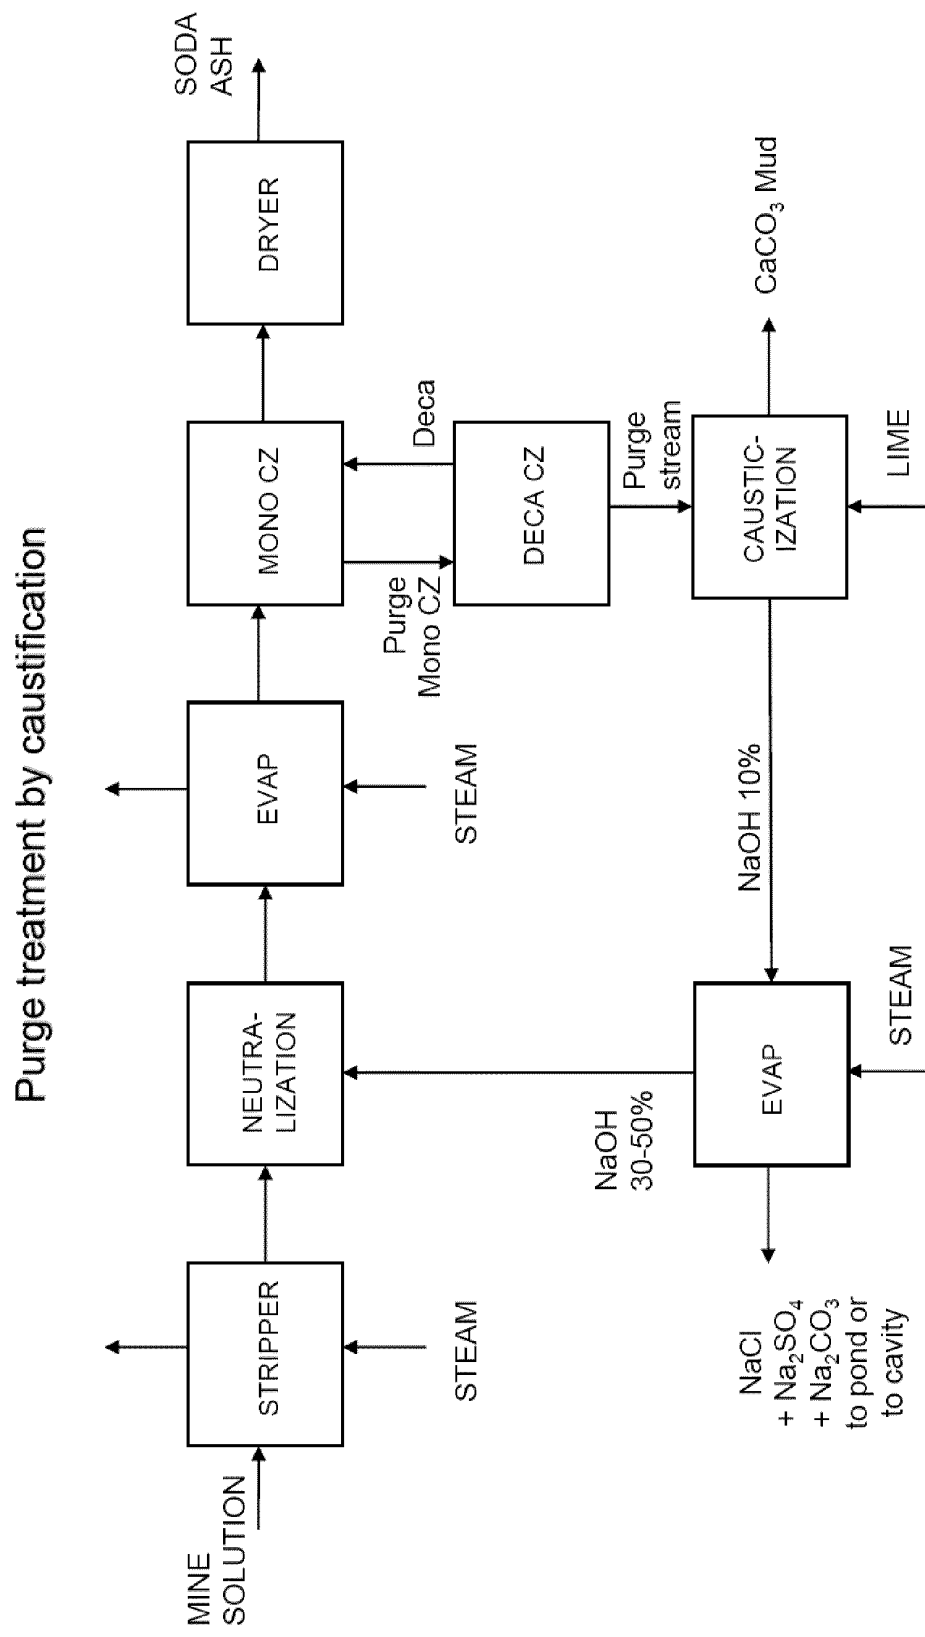 Purge treatment by caustification
MINE
SOLUTION
STRIPPER
STEAM
NEUTRA-
LIZATION
EVAP
STEAM
MONO CZ
DRYER
SODA
ASH
Purge
Mono CZ
Deca
DECA CZ
Purge
stream
CAUSTIC-
IZATION
CaCO₃ Mud
LIME
NaOH 10%
EVAP
STEAM
NaOH
30-50%
NaCl
+ Na₂SO₄
+ Na₂CO₃
to pond or
to cavity